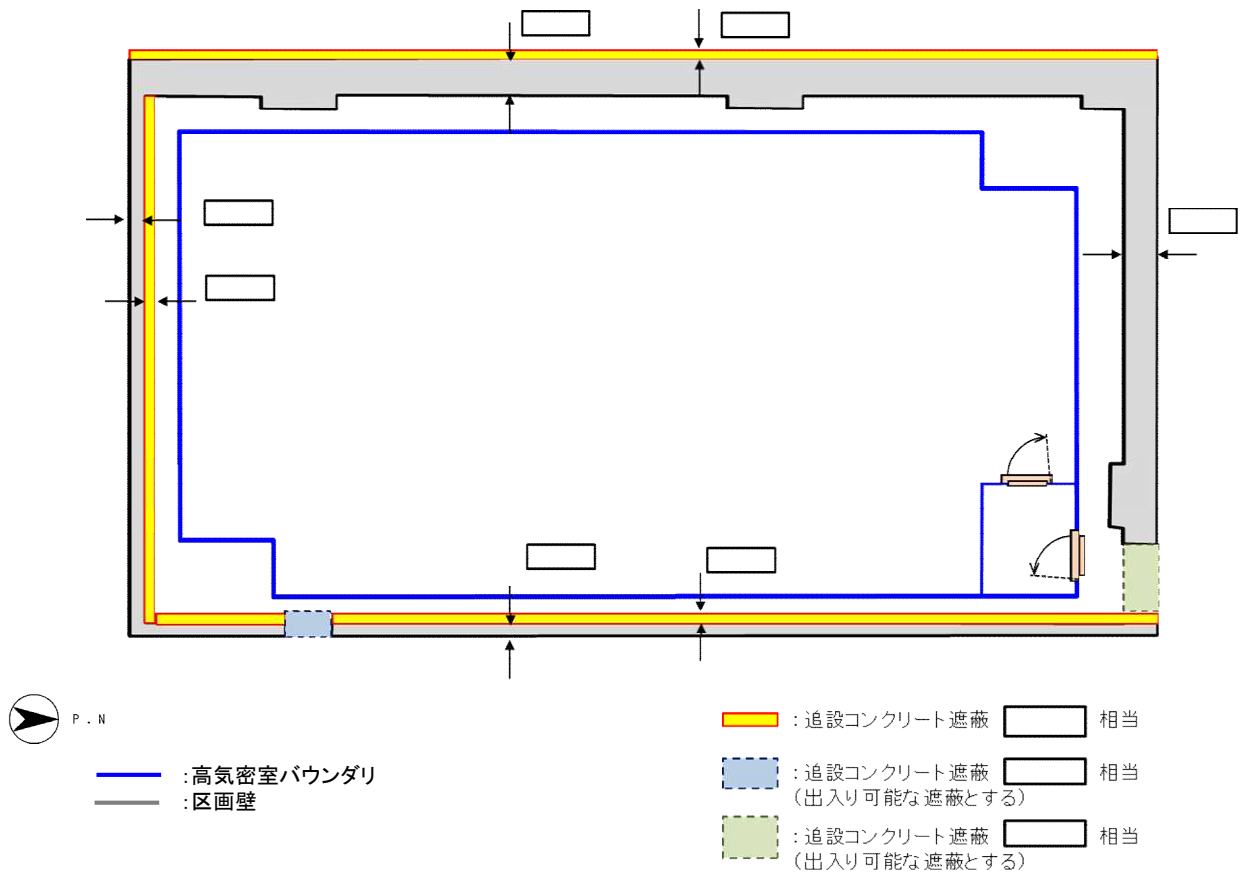 P.N
:高気密室バウンダリ
:区画壁
:追設コンクリート遮蔽 相当
:追設コンクリート遮蔽 相当
(出入り可能な遮蔽とする)
:追設コンクリート遮蔽 相当
(出入り可能な遮蔽とする)